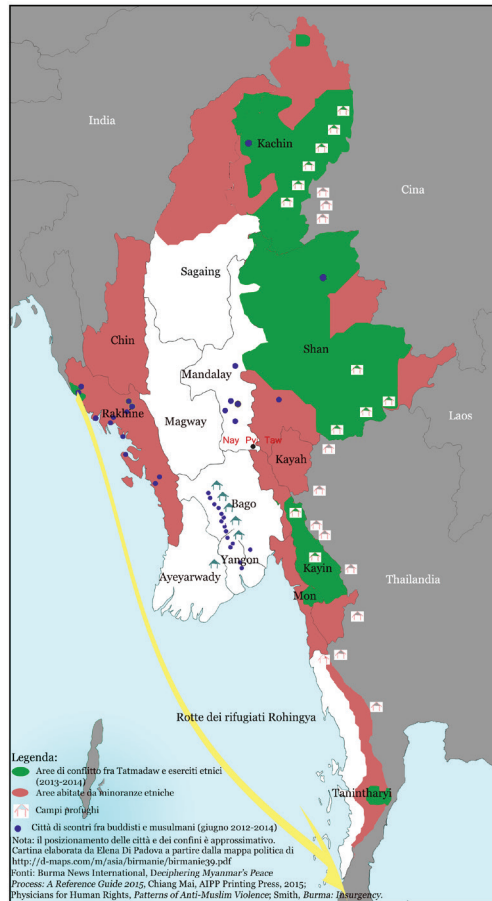 India
Kachin
Cina
Sagaing
Shan
Chin
Mandalay
Laos
Rakhine
Magway
Nay Pyi Taw
Kayah
Bago
Yangon
Kayin
Ayeyarwady
Thailandia
Mon
Rotte dei rifugiati Rohingya
Tanintharyi
Legenda:
Aree di conflitto fra Tatmadaw e eserciti etnici
(2013-2014)
Aree abitate da minoranze etniche
Campi profughi
Città di scontri fra buddisti e musulmani (giugno 2012-2014)
Nota: il posizionamento delle città e dei confini è approssimativo.
Cartina elaborata da Elena Di Padova a partire dalla mappa politica di
http://d-maps.com/m/asia/birmanie/birmanie39.pdf
Fonti: Burma News International, Deciphering Myanmar's Peace
Process: A Reference Guide 2015, Chiang Mai, AIPP Printing Press, 2015;
Physicians for Human Rights, Patterns of Anti-Muslim Violence; Smith, Burma: Insurgency.